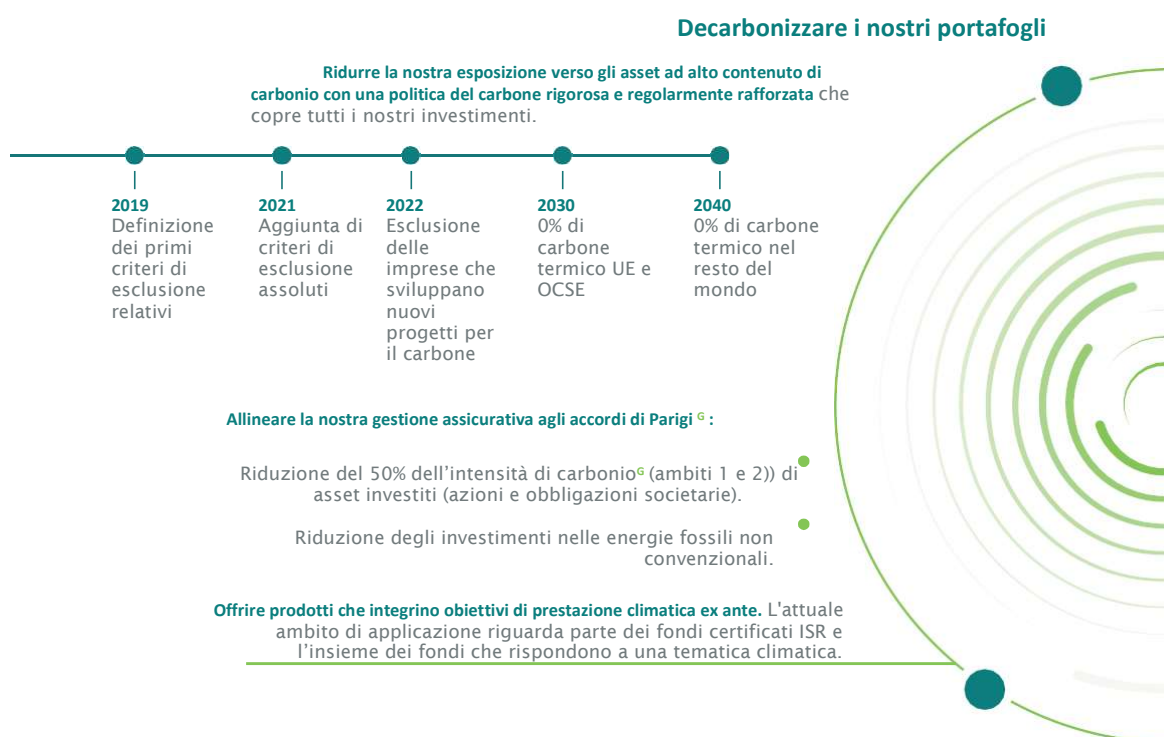 Decarbonizzare i nostri portafogli
Ridurre la nostra esposizione verso gli asset ad alto contenuto di
carbonio con una politica del carbone rigorosa e regolarmente rafforzata che
copre tutti i nostri investimenti.
2019
Definizione
dei primi
criteri di
esclusione
relativi
2021
Aggiunta di
criteri di
esclusione
assoluti
2022
Esclusione
delle
imprese che
sviluppano
nuovi
progetti per
il carbone
2030
0% di
carbone
termico UE e
OCSE
2040
0% di carbone
termico nel
resto del
mondo
Allineare la nostra gestione assicurativa agli accordi di Parigi G :
Riduzione del 50% dell’intensità di carbonioG (ambiti 1 e 2)) di
asset investiti (azioni e obbligazioni societarie).
Riduzione degli investimenti nelle energie fossili non
convenzionali.
Offrire prodotti che integrino obiettivi di prestazione climatica ex ante. L'attuale
ambito di applicazione riguarda parte dei fondi certificati ISR e
l’insieme dei fondi che rispondono a una tematica climatica.